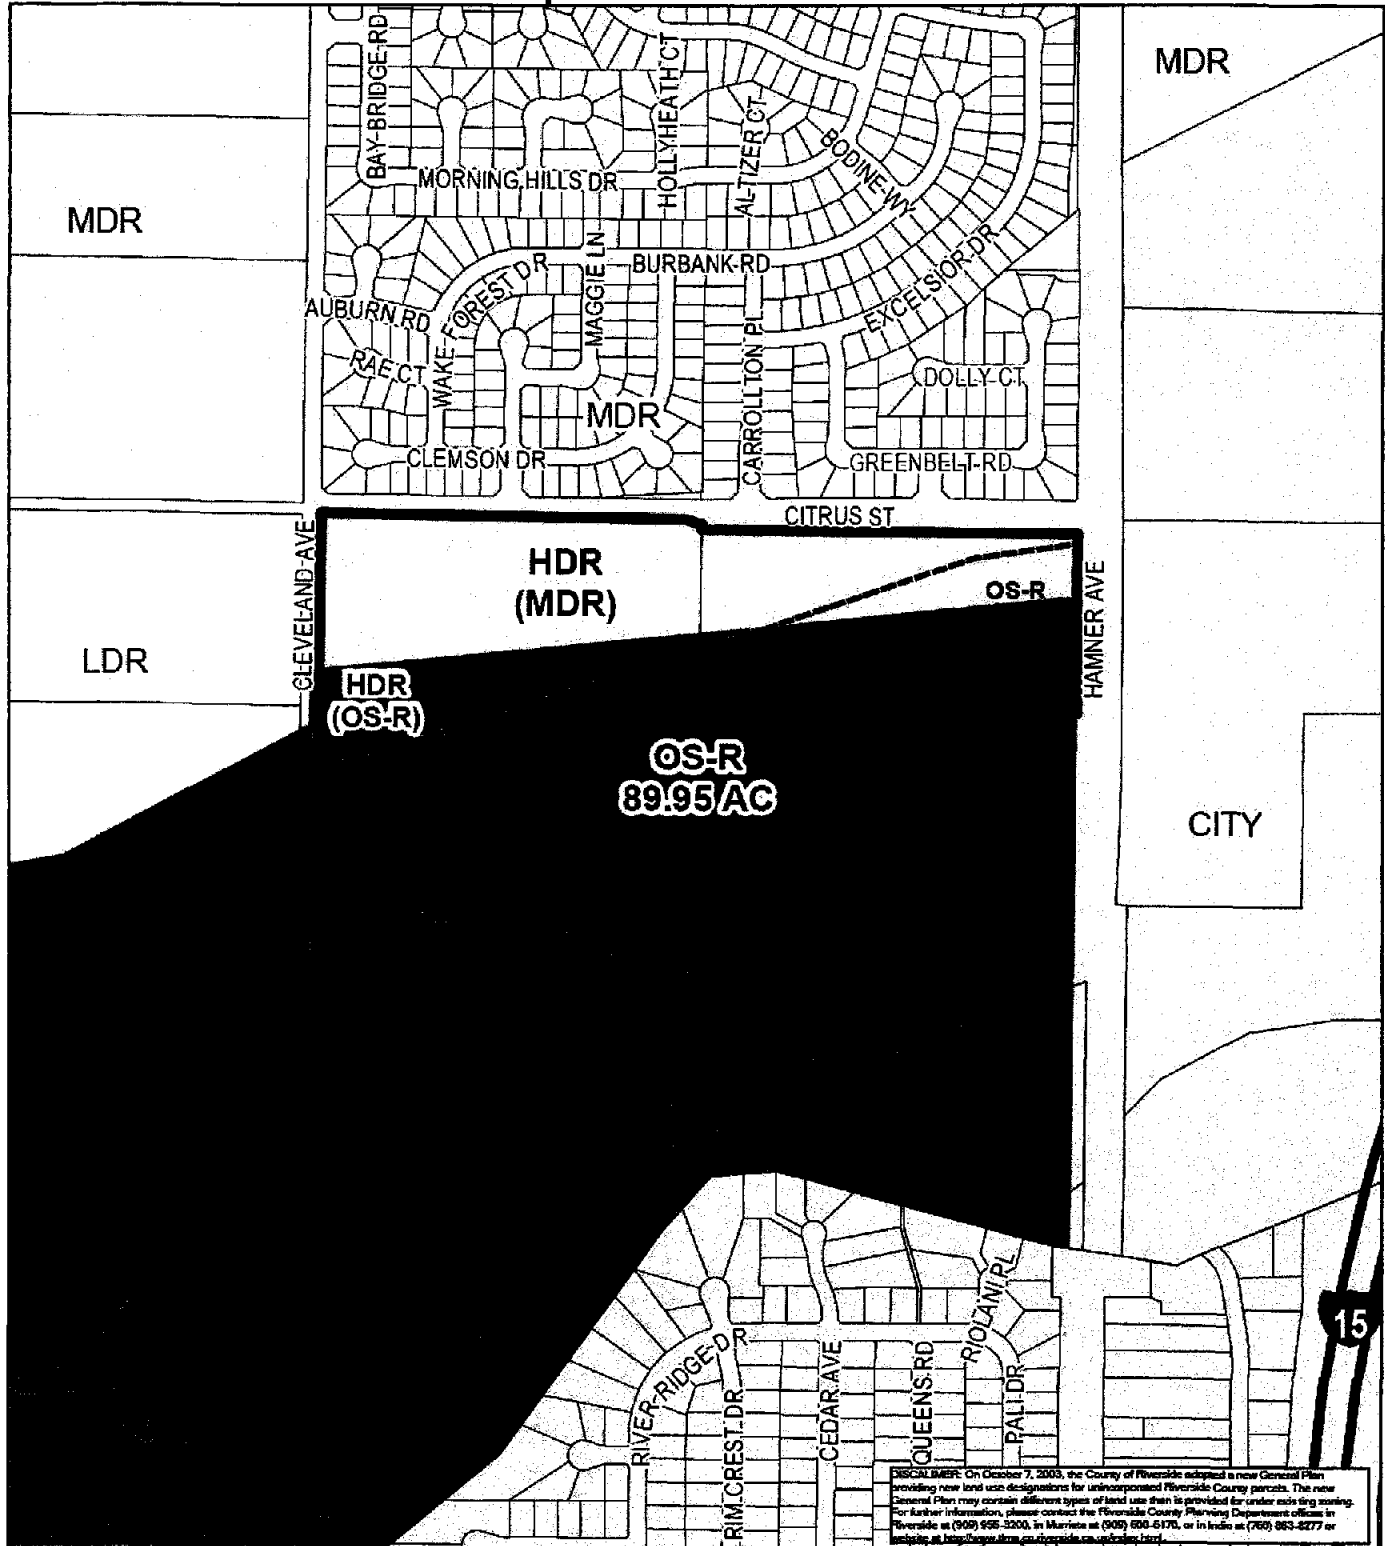 BAY-BRIDGE-RD
HOLLYHEATH CT
AL-TIZER CT
MDR
MORNING HILLS DR
BODINE-WY
MDR
BURBANK-RD
EXCELSIOR-DR
AUBURN RD
WAKE-FOREST DR
MAGGIE LN
RAE CT
CARROLLTON PL
DOLLY-CT
MDR
CLEMSON DR
GREENBELT-RD
CITRUS ST
CLEVELAND-AVE
HDR
(MDR)
OS-R
HAMNER AVE
LDR
HDR
(OS-R)
OS-R
89.95 AC
CITY
15
RIVER-RIDGE-DR
RIOLANI PL
TRIM.CREST.DR
CEDAR AVE
QUEENS RD
PALI DR
DISCLAIMER: On October 7, 2003, the County of Riverside adopted a new General Plan
providing new land use designations for unincorporated Riverside County parcels. The new
General Plan may contain different types of land use than is provided for under existing zoning.
For further information, please contact the Riverside County Planning Department offices in
Riverside at (909) 955-3200, in Murrieta at (909) 600-6170, or in Indio at (760) 863-8277 or
website at